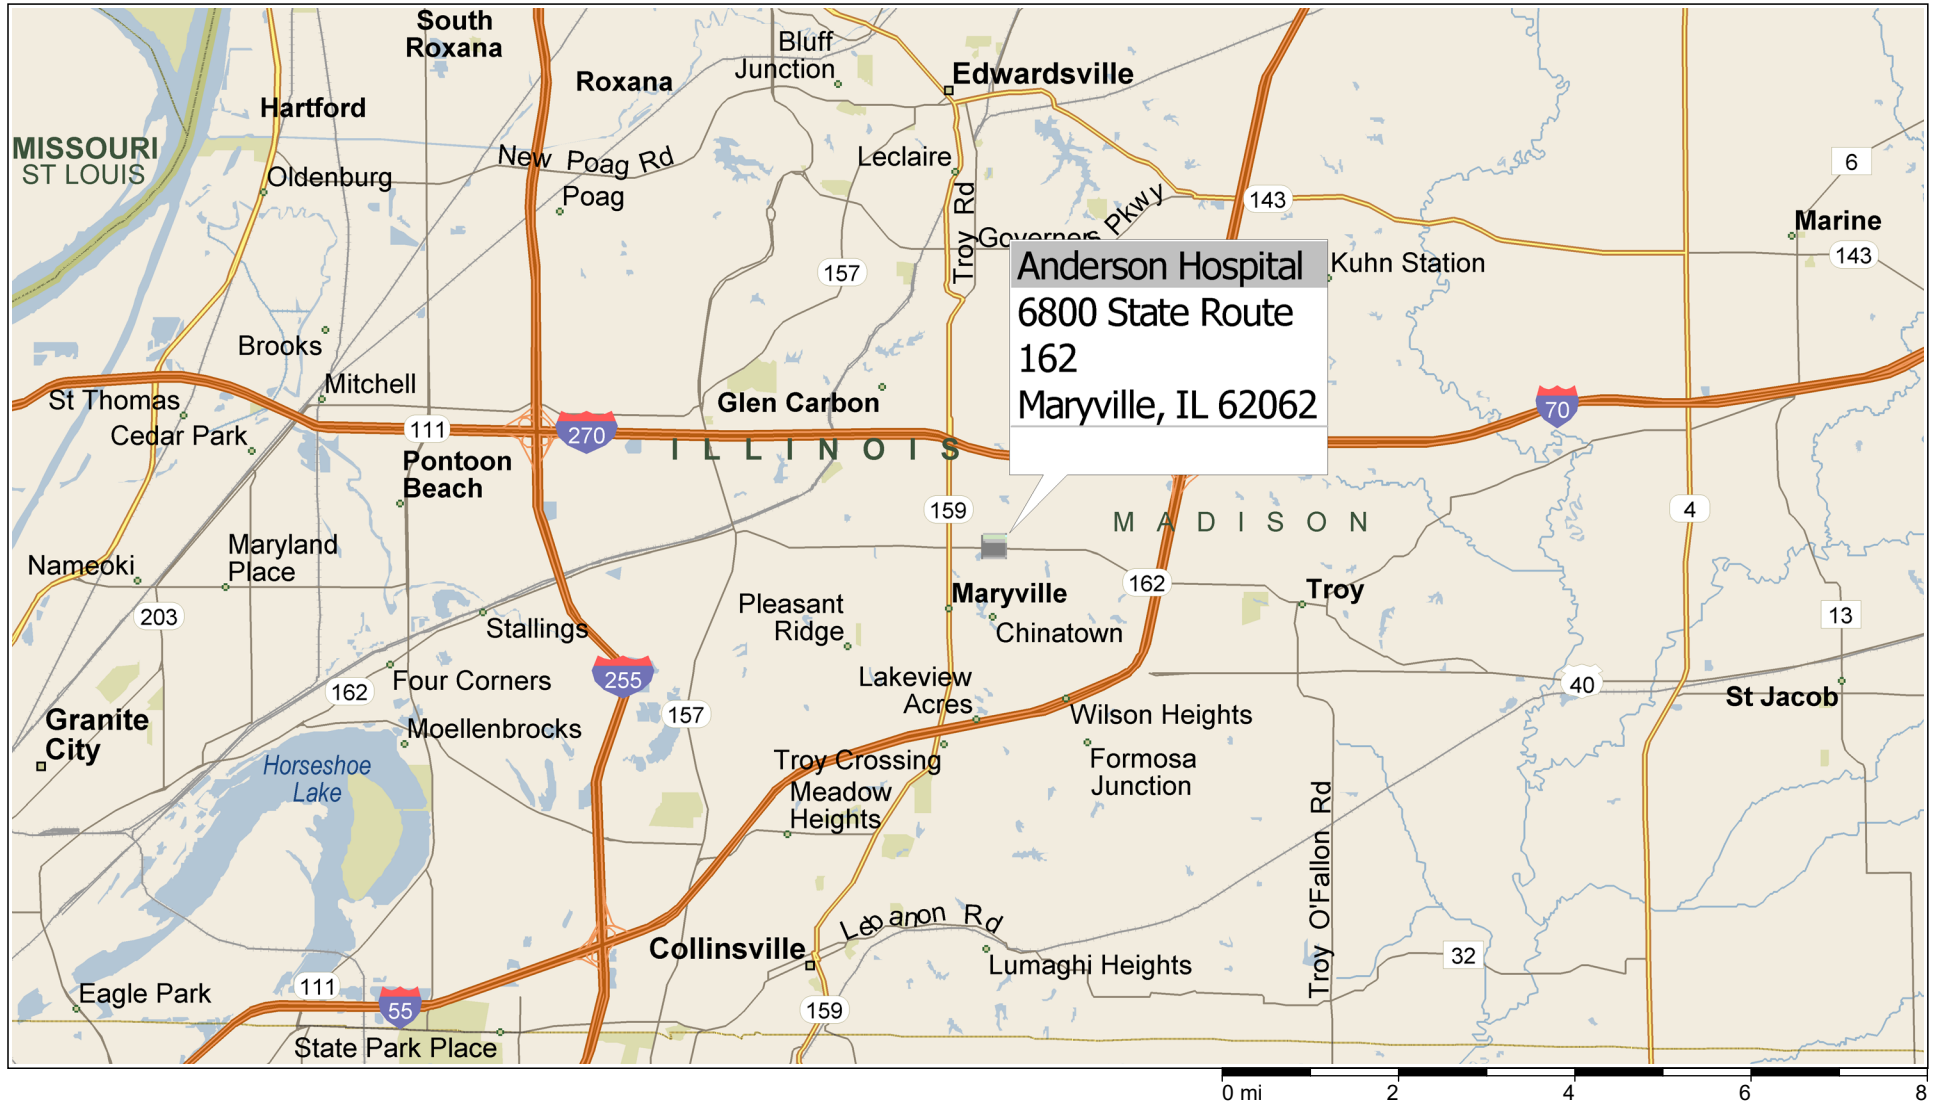 South
Roxana
Bluff
Junction
Roxana
Edwardsville
Hartford
MISSOURI
ST LOUIS
New Poag Rd
Leclaire
6
Oldenburg
Poag
Troy Rd
Governors Pkwy
143
Marine
143
157
Anderson Hospital
6800 State Route
162
Maryville, IL 62062
Kuhn Station
Brooks
Mitchell
St Thomas
Glen Carbon
70
Cedar Park
111
270
ILLINOIS
Pontoon
Beach
159
MADISON
4
Maryland
Place
Nameoki
162
Troy
Maryville
Pleasant
Ridge
203
Stallings
Chinatown
13
Four Corners
255
Lakeview
Acres
40
162
St Jacob
Granite
City
157
Wilson Heights
Moellenbrocks
Horseshoe
Lake
Troy Crossing
Formosa
Junction
Meadow
Heights
Troy O'Fallon Rd
Lebanon Rd
Collinsville
32
Lumaghi Heights
Eagle Park
111
55
159
State Park Place
0 mi 2 4 6 8